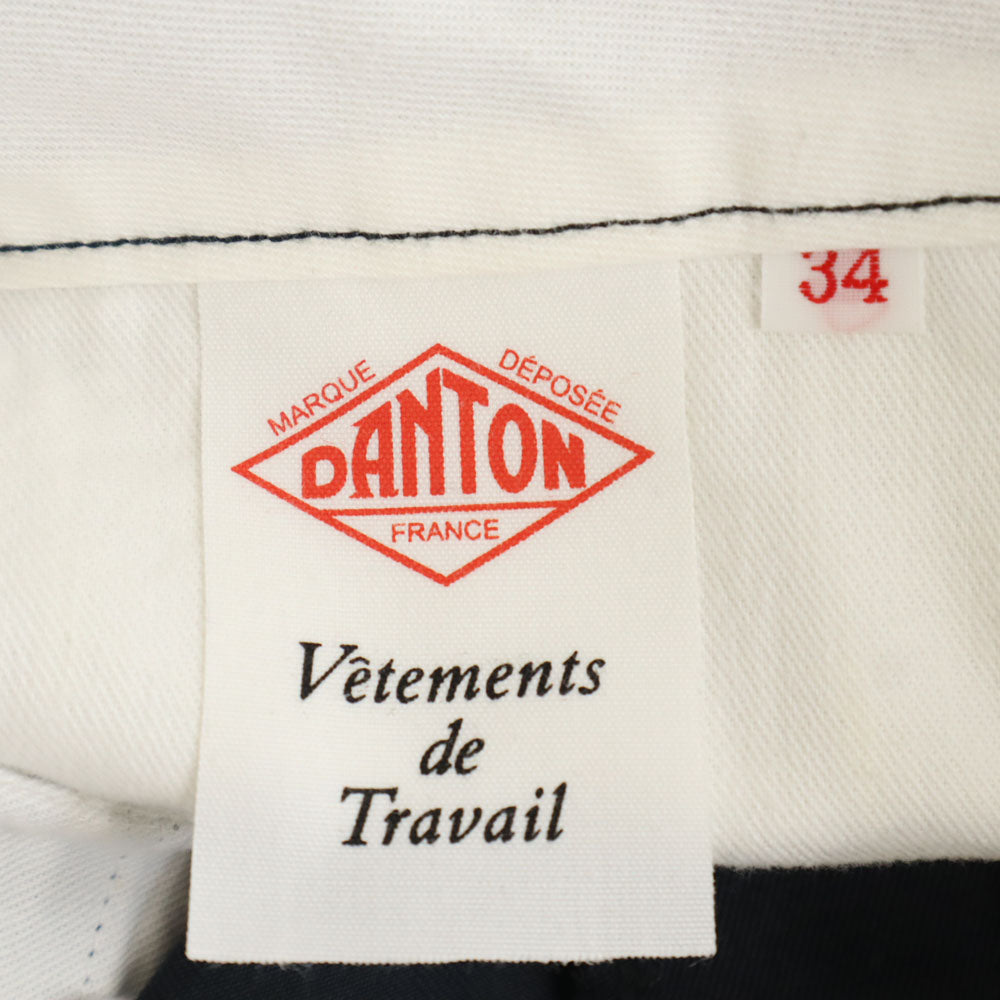 34
MARQUE DÉPOSÉE
DANTON
FRANCE
Vêtements
de
Travail